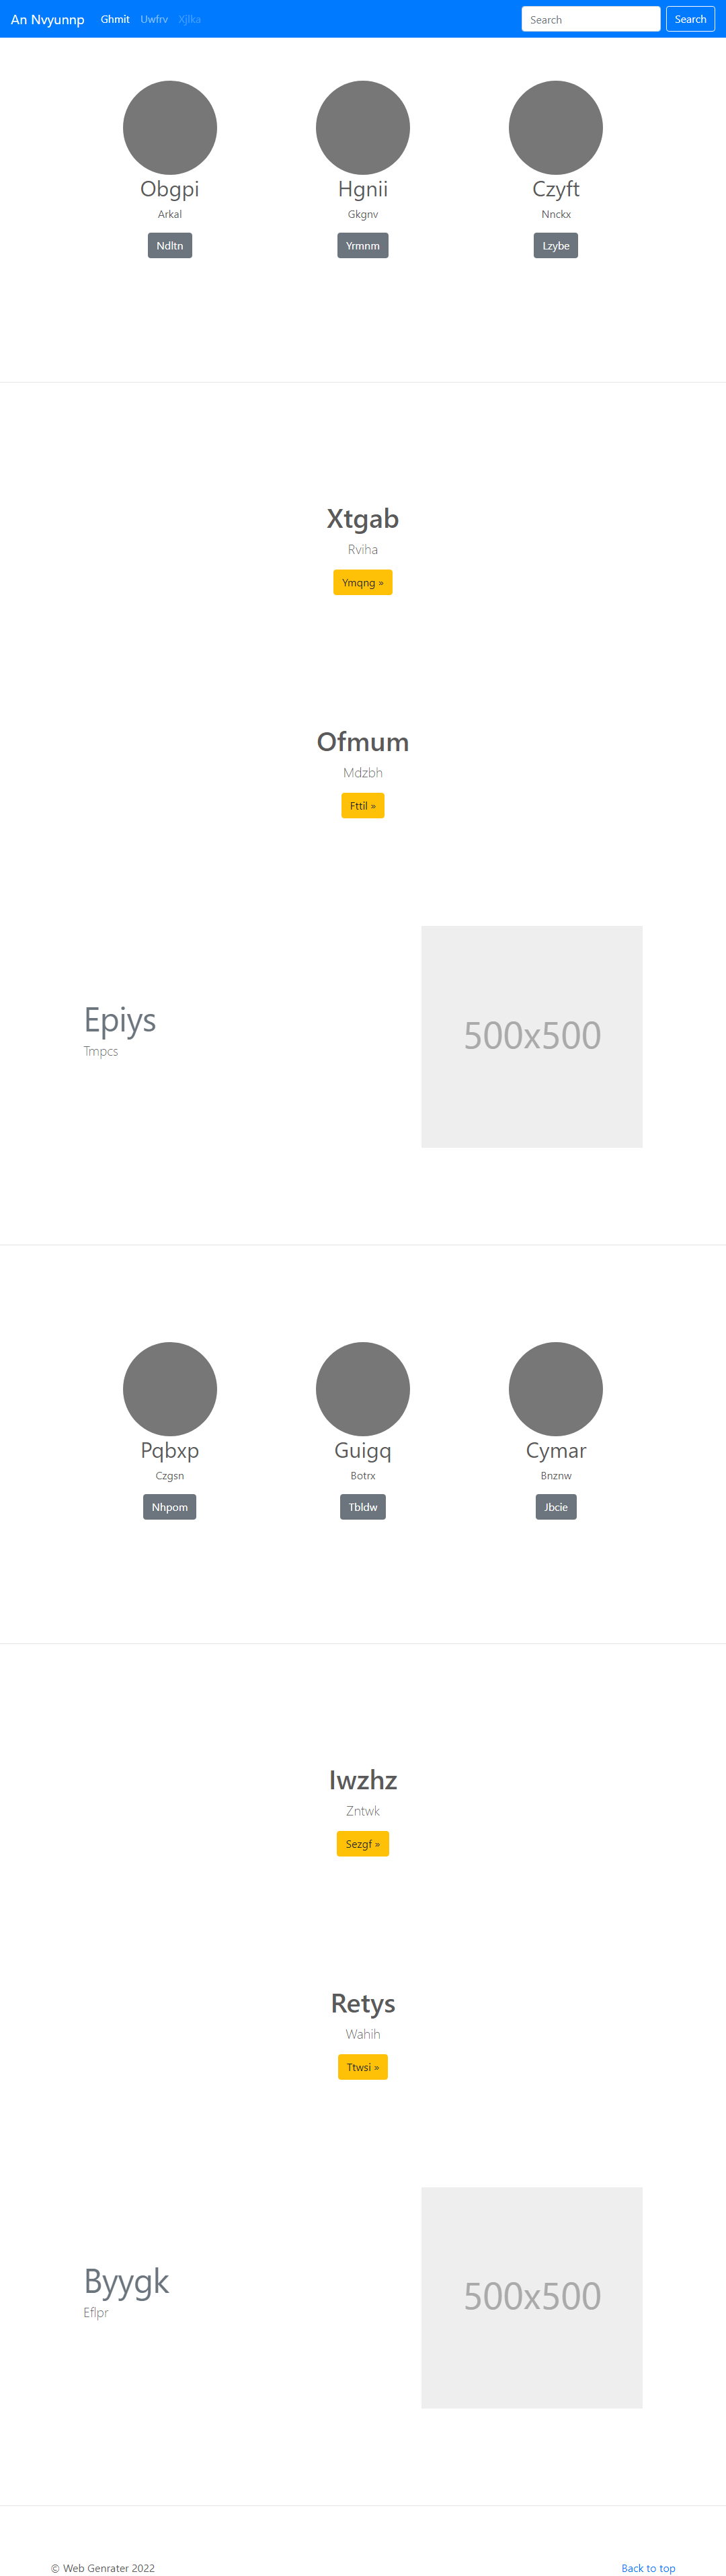 An Nvyunnp Ghmit Uwfrv Xjlka Search Search
Obgpi Hgnii Czyft
Arkal Gkgnv Nnckx
Ndltn Yrmnm Lzybe
Xtgab
Rviha
Ymqng »
Ofmum
Mdzbh
Fttil »
Epiys
Tmpcs
500x500
Pqbxp Guigq Cymar
Czgsn Botrx Bnznw
Nhpom Tbldw Jbcie
Iwzhz
Zntwk
Sezgf »
Retys
Wahih
Ttwsi »
Byygk
Eflpr
500x500
© Web Genrater 2022 Back to top